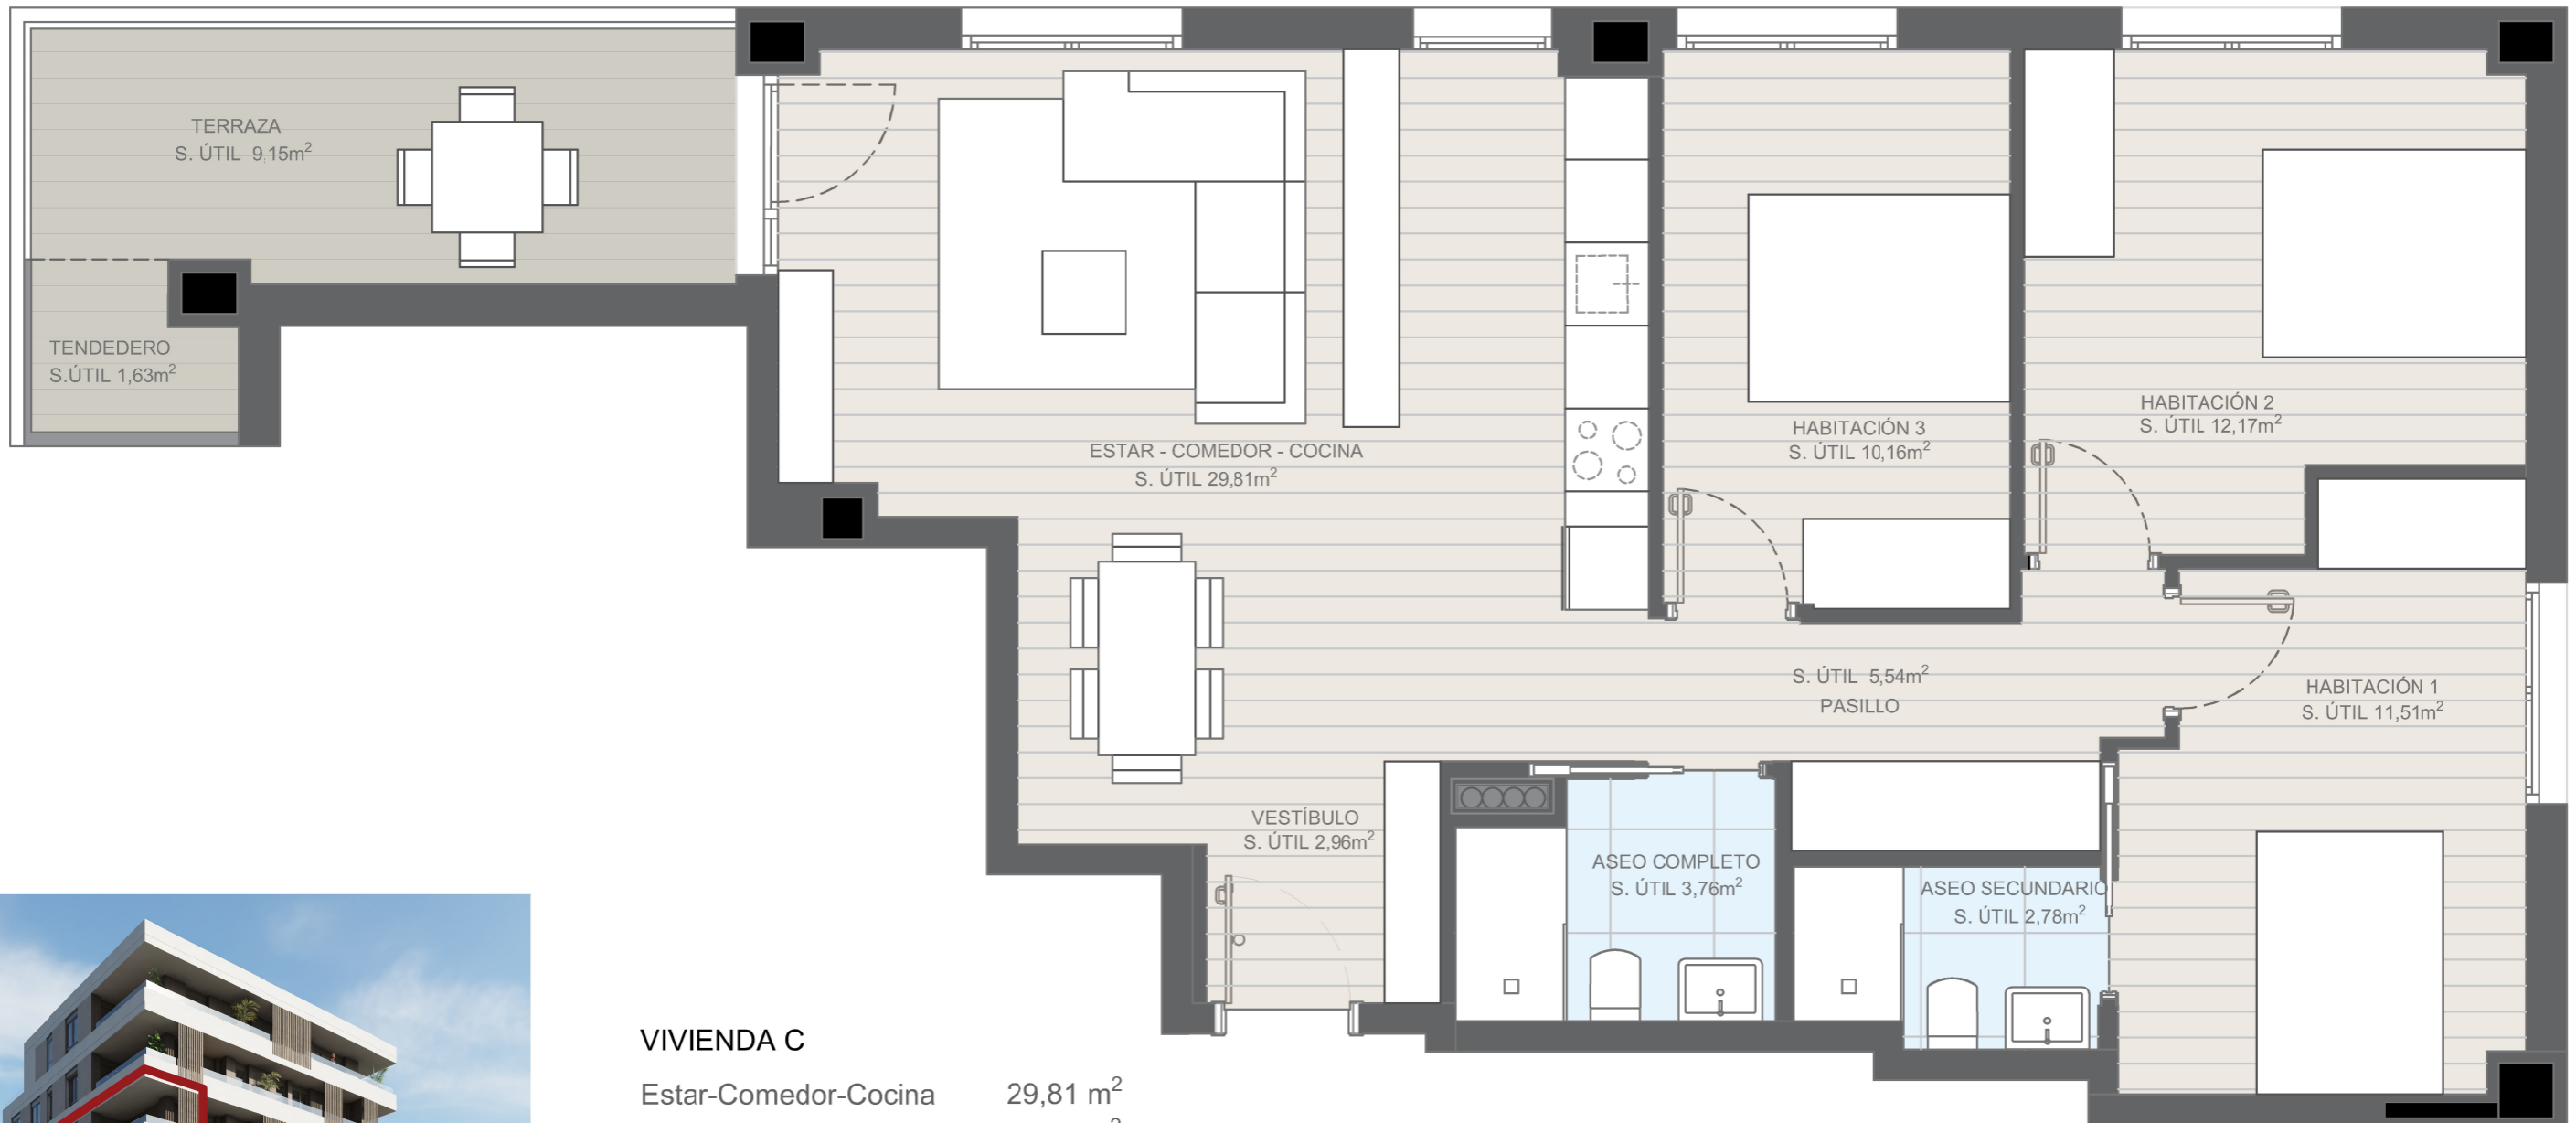 TERRAZA
S. ÚTIL 9,15m²
TENDEDERO
S.ÚTIL 1,63m²
ESTAR - COMEDOR - COCINA
S. ÚTIL 29,81m²
HABITACIÓN 3
S. ÚTIL 10,16m²
HABITACIÓN 2
S. ÚTIL 12,17m²
S. ÚTIL 5,54m²
PASILLO
HABITACIÓN 1
S. ÚTIL 11,51m²
VESTÍBULO
S. ÚTIL 2,96m²
ASEO COMPLETO
S. ÚTIL 3,76m²
ASEO SECUNDARIO
S. ÚTIL 2,78m²
VIVIENDA C
Estar-Comedor-Cocina 29,81 m²